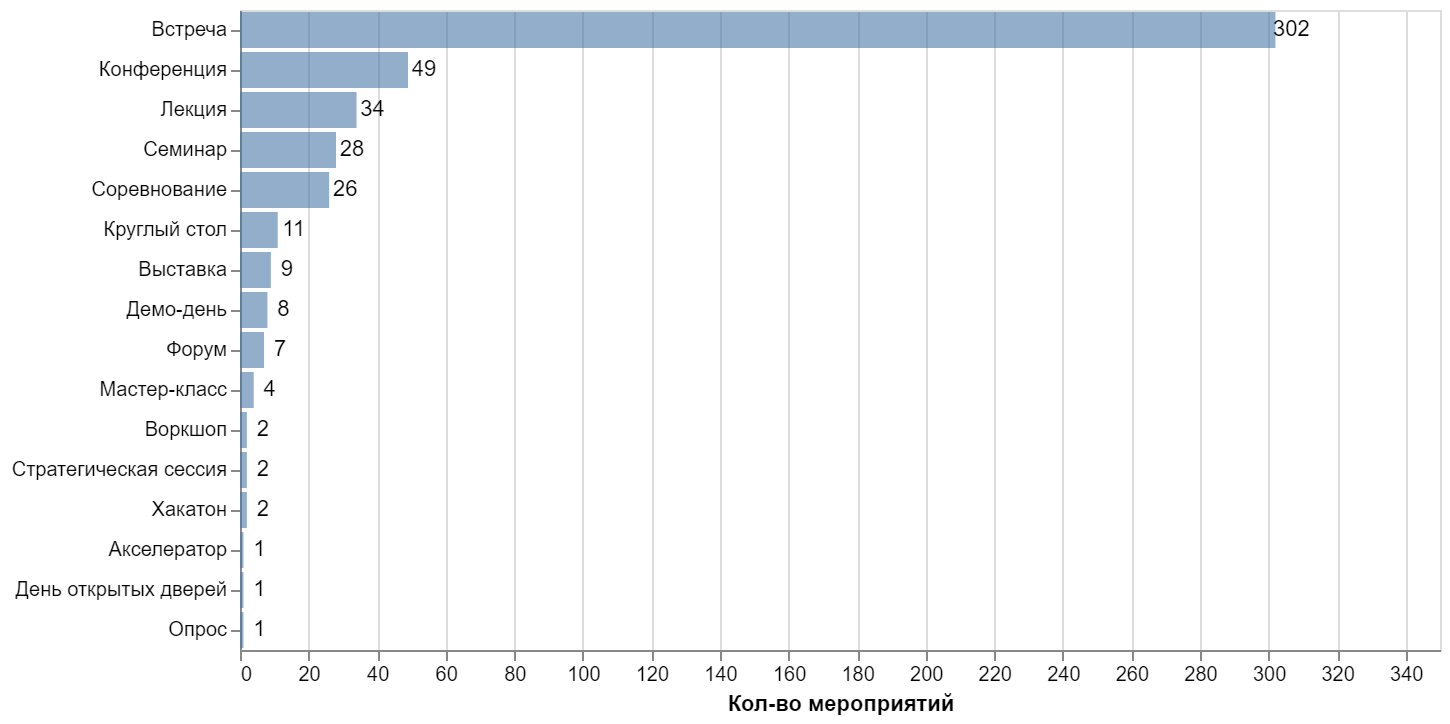 Встреча 302
Конференция 49
Лекция 34
Семинар 28
Соревнование 26
Круглый стол 11
Выставка 9
Демо-день 8
Форум 7
Мастер-класс 4
Воркшоп 2
Стратегическая сессия 2
Хакатон 2
Акселератор 1
День открытых дверей 1
Опрос 1
0 20 40 60 80 100 120 140 160 180 200 220 240 260 280 300 320 340
Кол-во мероприятий